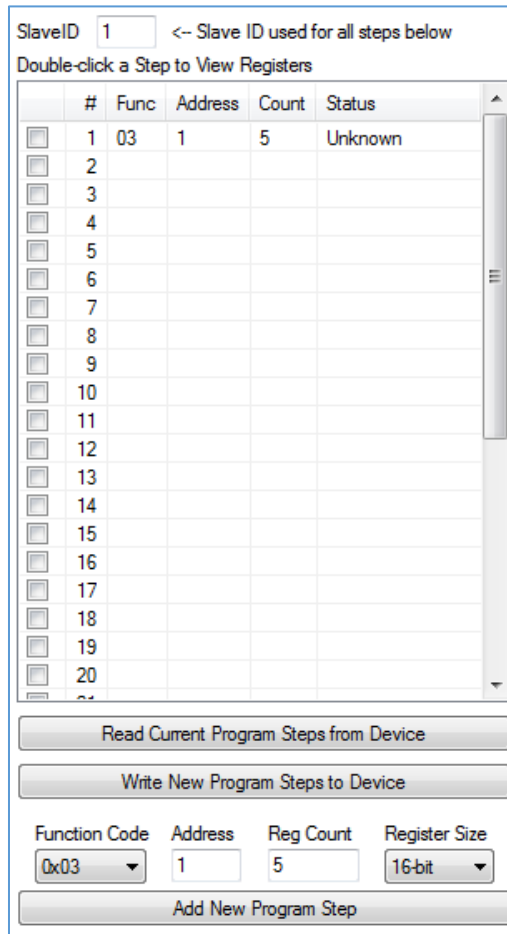 SlaveID 1 <-- Slave ID used for all steps below
Double-click a Step to View Registers
# Func Address Count Status
1 03 1 5 Unknown
2
3
4
5
6
7
8
9
10
11
12
13
14
15
16
17
18
19
20
Read Current Program Steps from Device
Write New Program Steps to Device
Function Code Address Reg Count Register Size
0x03 1 5 16-bit
Add New Program Step